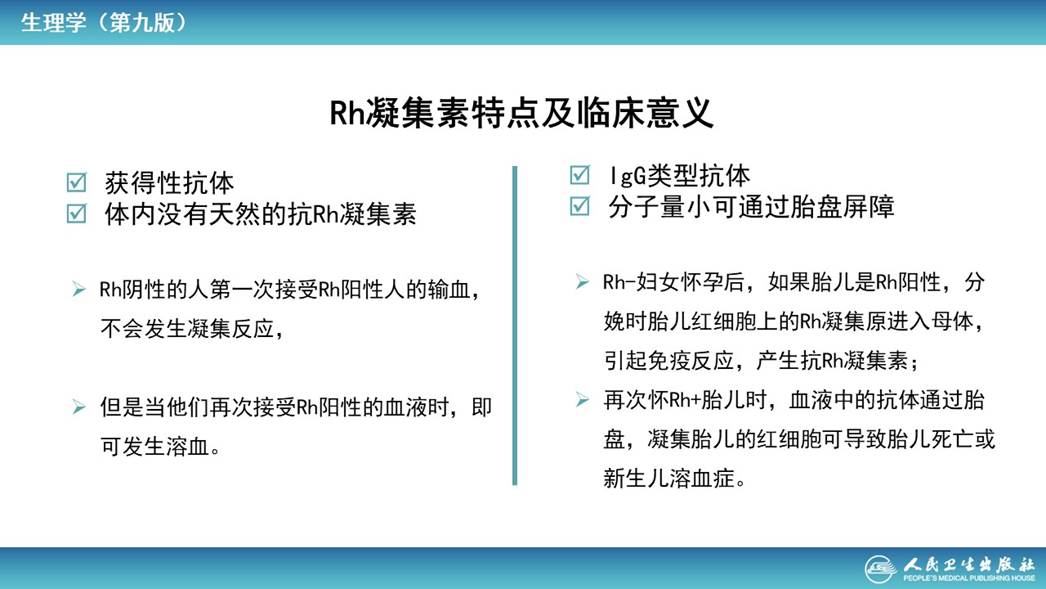 生理学（第九版）
Rh凝集素特点及临床意义
获得性抗体
体内没有天然的抗Rh凝集素
Rh阴性的人第一次接受Rh阳性人的输血，
不会发生凝集反应，
但是当他们再次接受Rh阳性的血液时，即
可发生溶血。
IgG类型抗体
分子量小可通过胎盘屏障
Rh-妇女怀孕后，如果胎儿是Rh阳性，分
娩时胎儿红细胞上的Rh凝集原进入母体，
引起免疫反应，产生抗Rh凝集素；
再次怀Rh+胎儿时，血液中的抗体通过胎
盘，凝集胎儿的红细胞可导致胎儿死亡或
新生儿溶血症。
人民卫生出版社
PEOPLE'S MEDICAL PUBLISHING HOUSE